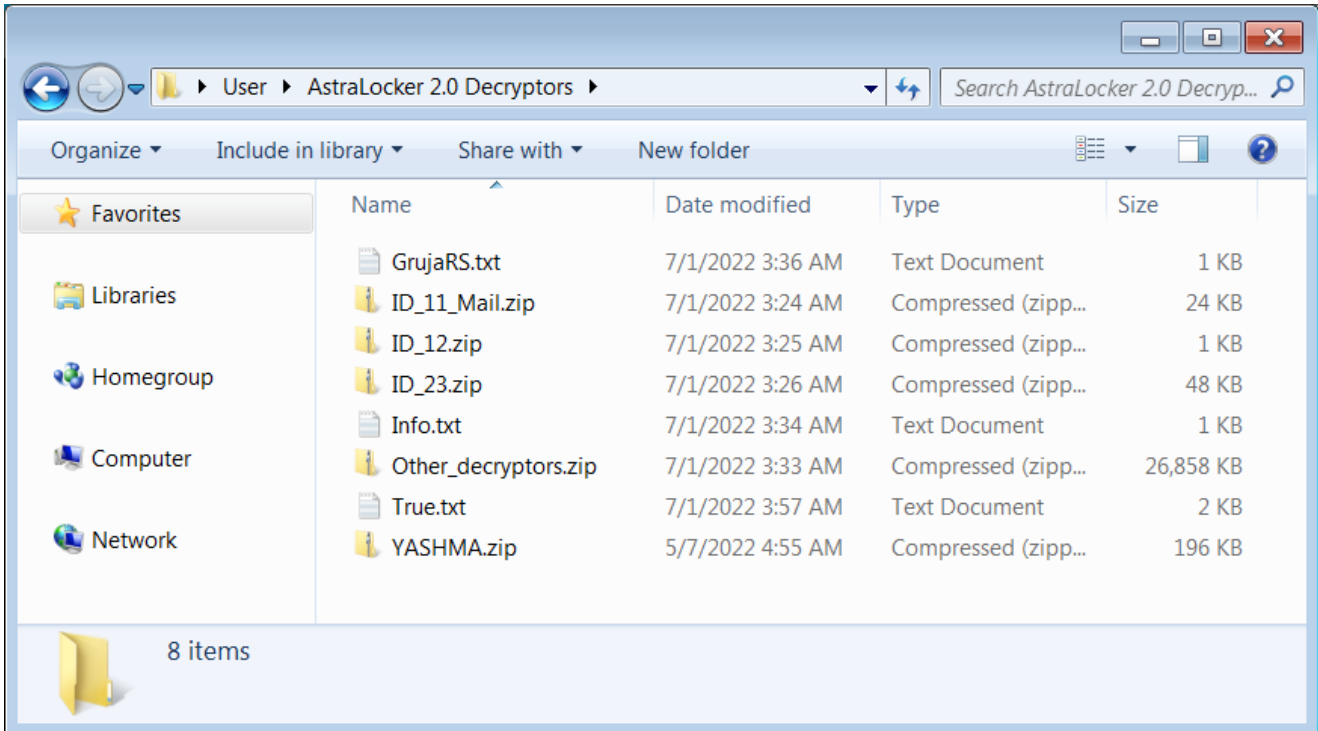 User AstraLocker 2.0 Decryptors Search AstraLocker 2.0 Decryp...
Organize Include in library Share with New folder
Favorites
Libraries
Homegroup
Computer
Network
Name Date modified Type Size
GrujaRS.txt 7/1/2022 3:36 AM Text Document 1 KB
ID_11_Mail.zip 7/1/2022 3:24 AM Compressed (zipp... 24 KB
ID_12.zip 7/1/2022 3:25 AM Compressed (zipp... 1 KB
ID_23.zip 7/1/2022 3:26 AM Compressed (zipp... 48 KB
Info.txt 7/1/2022 3:34 AM Text Document 1 KB
Other_decryptors.zip 7/1/2022 3:33 AM Compressed (zipp... 26,858 KB
True.txt 7/1/2022 3:57 AM Text Document 2 KB
YASHMA.zip 5/7/2022 4:55 AM Compressed (zipp... 196 KB
8 items